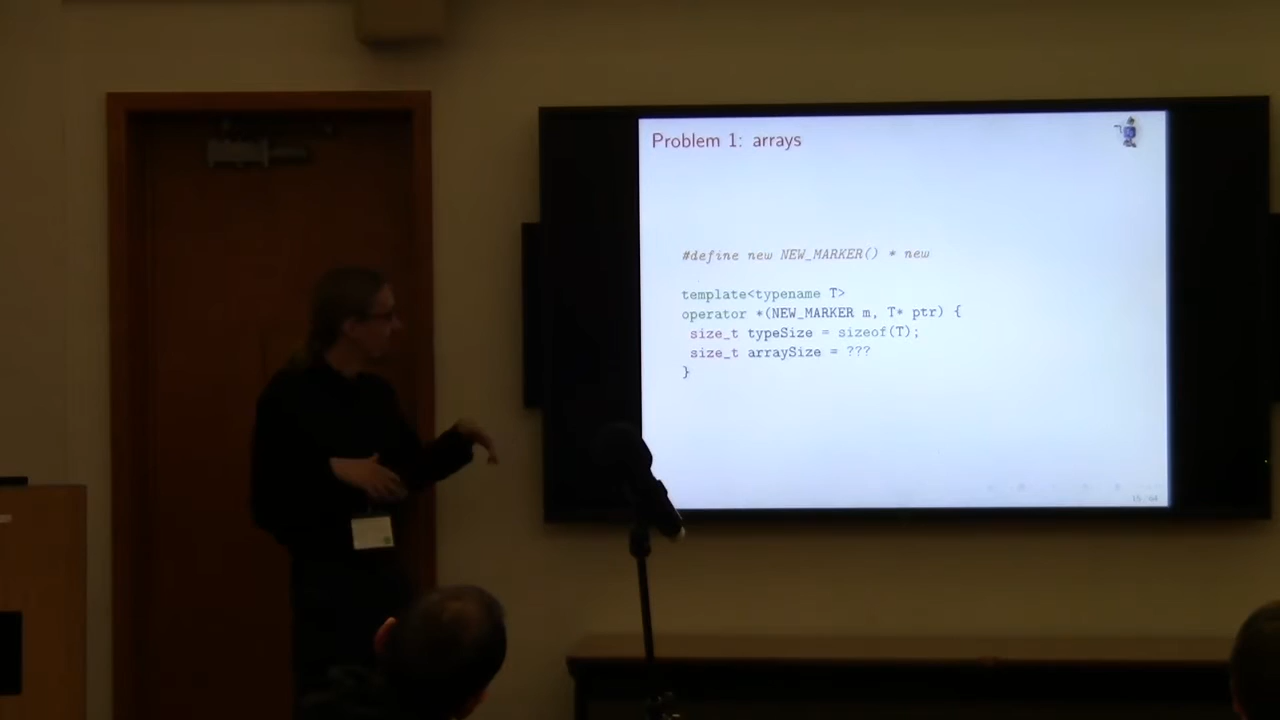 Problem 1: arrays
#define new NEW_MARKER() * new
template<typename T>
operator *(NEW_MARKER m, T* ptr) {
size_t typeSize = sizeof(T);
size_t arraySize = ???
}